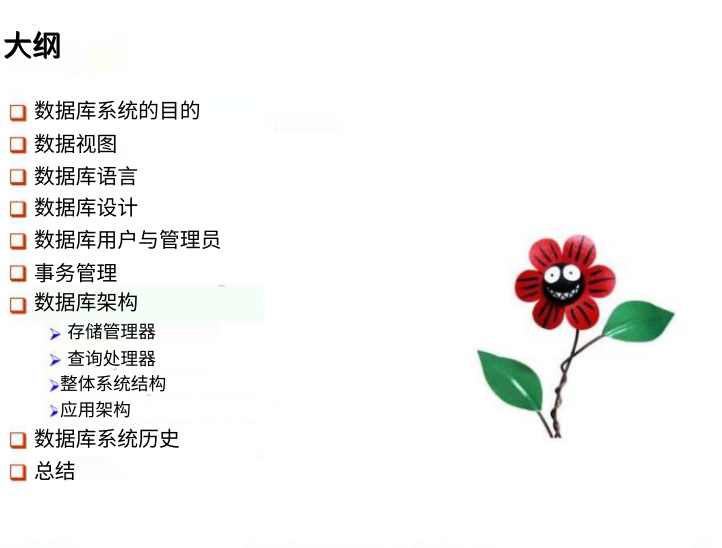 大纲
数据库系统的目的
数据视图
数据库语言
数据库设计
数据库用户与管理员
事务管理
数据库架构
存储管理器
查询处理器
整体系统结构
应用架构
数据库系统历史
总结